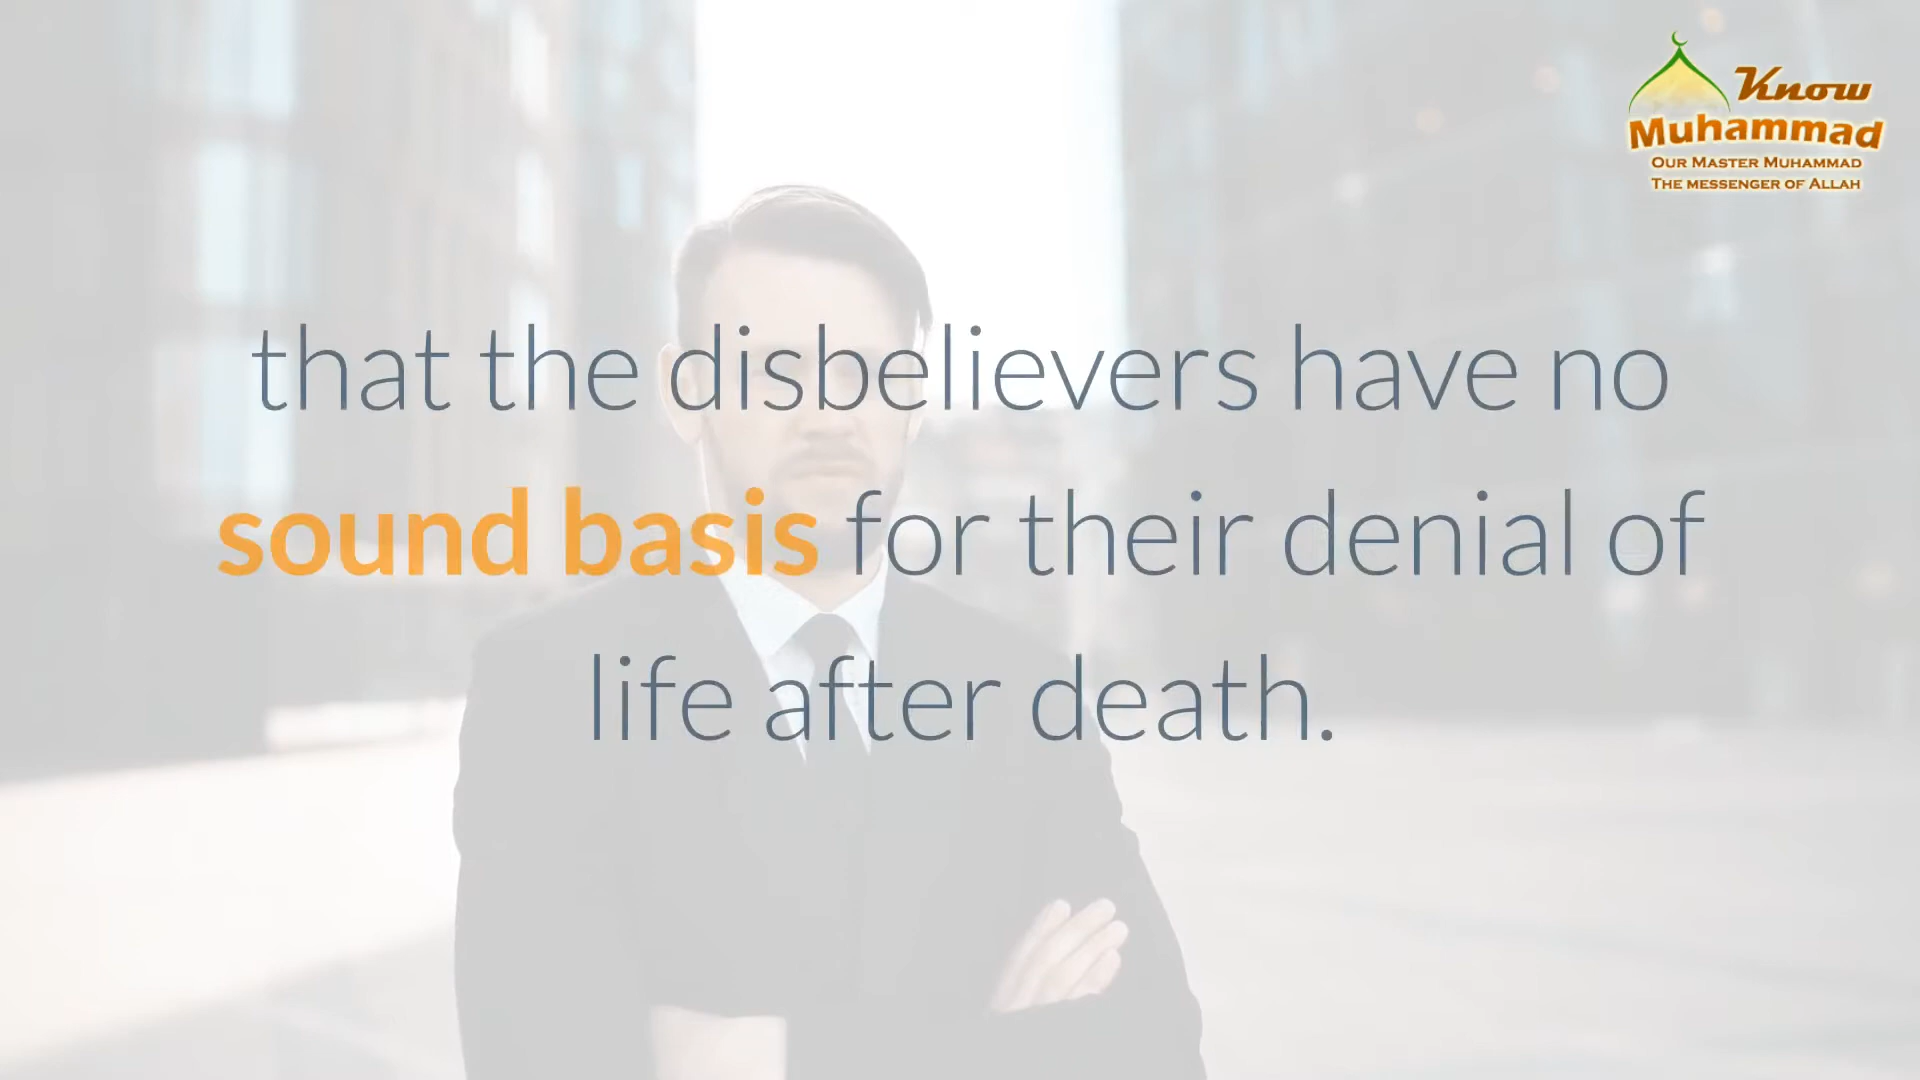 Know
Muhammad
OUR MASTER MUHAMMAD
THE MESSENGER OF ALLAH
that the disbelievers have no
sound basis for their denial of
life after death.